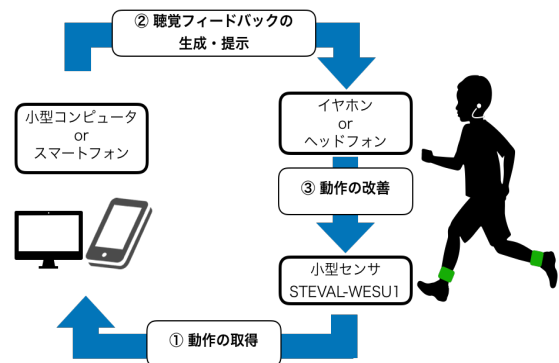 ② 聴覚フィードバックの
生成・提示
小型コンピュータ
or
スマートフォン
イヤホン
or
ヘッドフォン
③ 動作の改善
小型センサ
STEVAL-WESU1
① 動作の取得